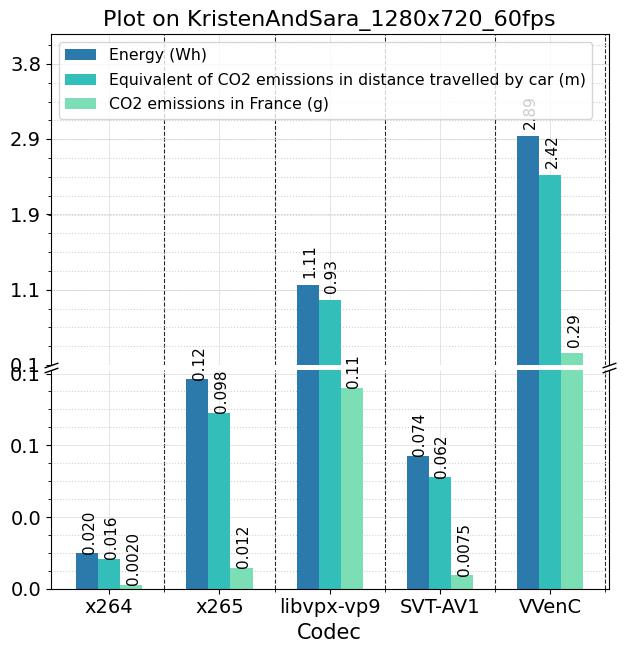 Plot on KristenAndSara_1280x720_60fps
Energy (Wh)
Equivalent of CO2 emissions in distance travelled by car (m)
CO2 emissions in France (g)
3.8
2.9
1.9
1.1
0.1
0.1
0.1
0.0
0.0
0.020
0.016
0.0020
0.12
0.098
0.012
1.11
0.93
0.11
0.074
0.062
0.0075
2.89
2.42
0.29
x264
x265
libvpx-vp9
SVT-AV1
VVenC
Codec